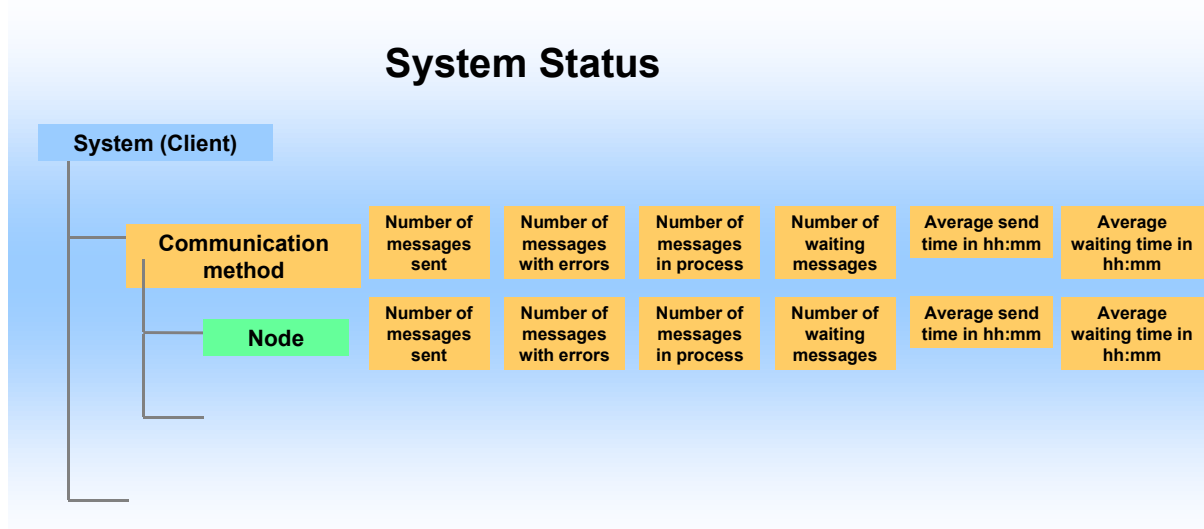 System Status
System (Client)
Communication
method
Number of
messages
sent
Number of
messages
with errors
Number of
messages
in process
Number of
waiting
messages
Average send
time in hh:mm
Average
waiting time in
hh:mm
Node
Number of
messages
sent
Number of
messages
with errors
Number of
messages
in process
Number of
waiting
messages
Average send
time in hh:mm
Average
waiting time in
hh:mm